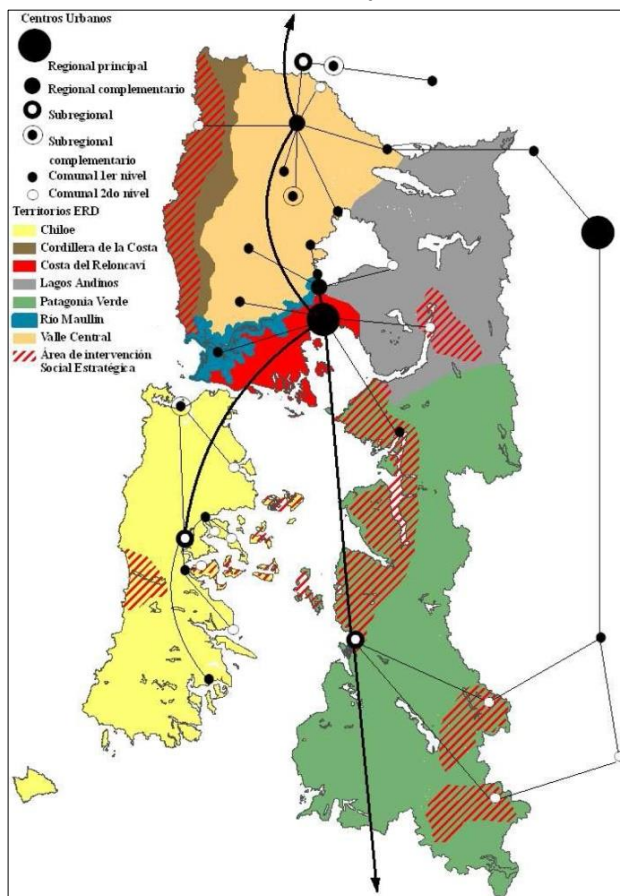 Centros Urbanos
Regional principal
Regional complementario
Subregional
Subregional
complementario
Comunal 1er nivel
Comunal 2do nivel
Territorios ERD
Chiloe
Cordillera de la Costa
Costa del Reloncaví
Lagos Andinos
Patagonia Verde
Rio Maullin
Valle Central
Área de intervención
Social Estratégica